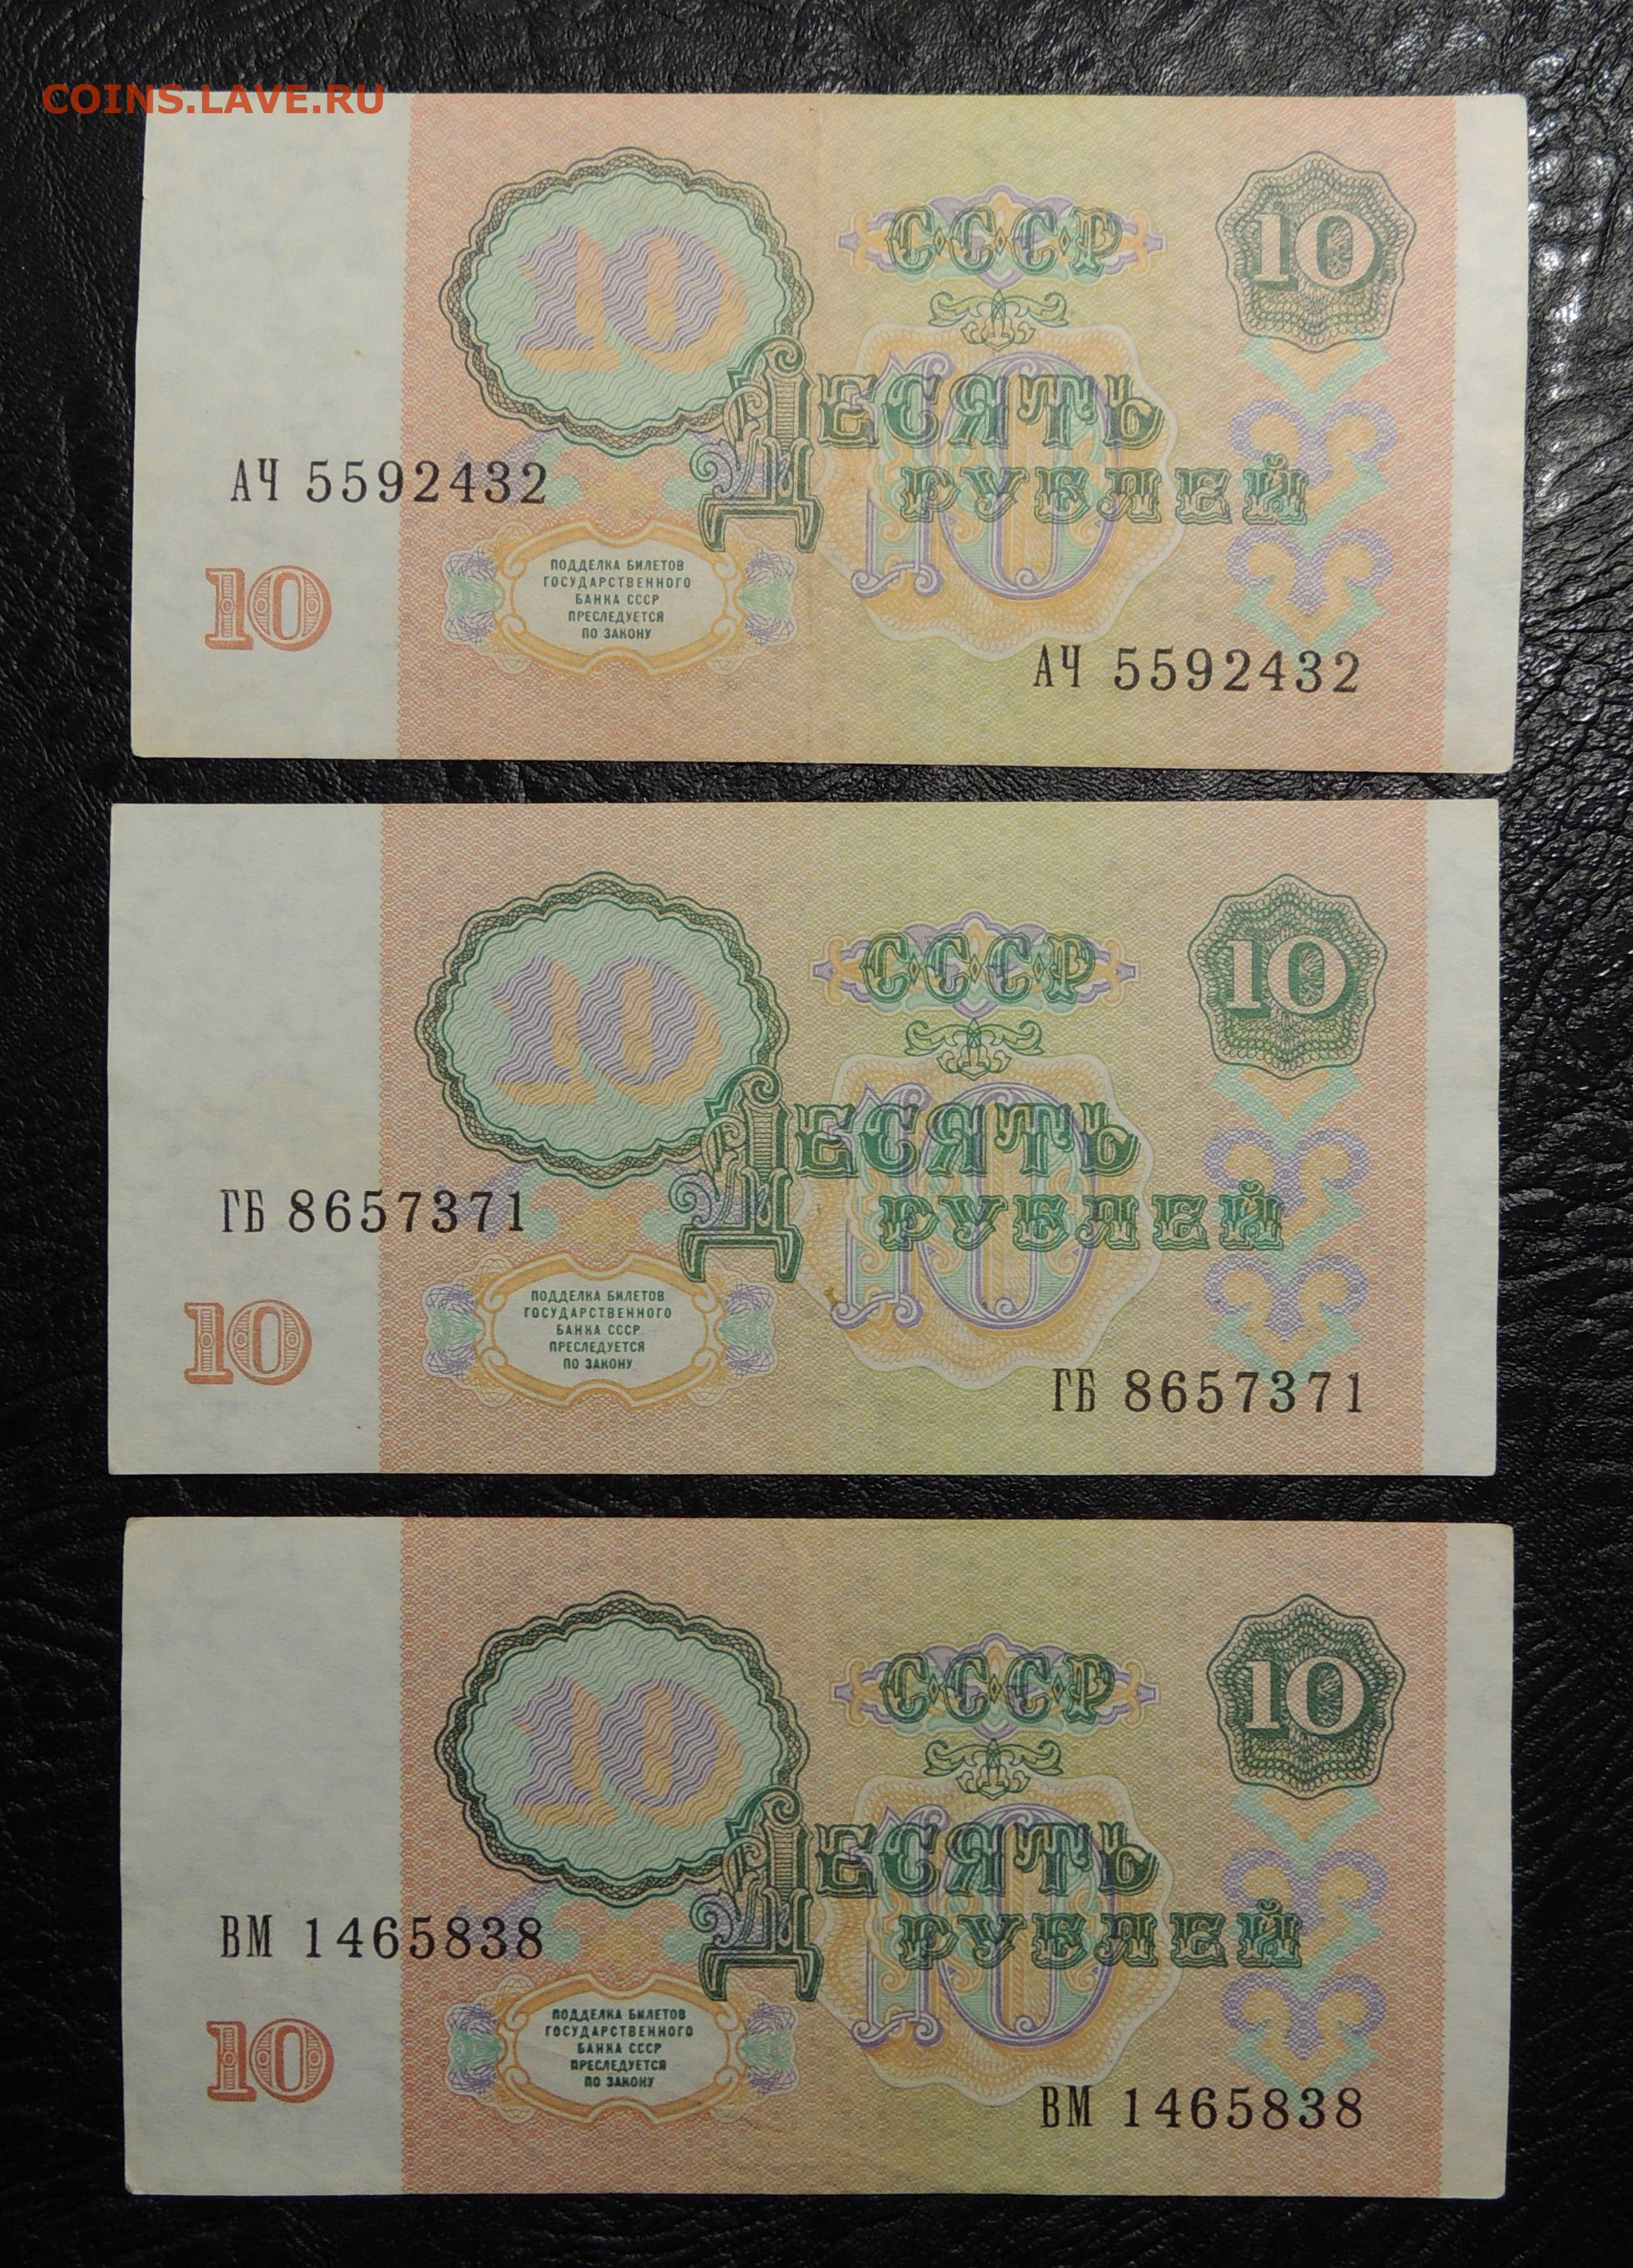 COINS.LAVE.RU
10
СССР
10
10
ДЕСЯТЬ
РУБЛЕЙ
АЧ 5592432
ПОДДЕЛКА БИЛЕТОВ
ГОСУДАРСТВЕННОГО
БАНКА СССР
ПРЕСЛЕДУЕТСЯ
ПО ЗАКОНУ
10
АЧ 5592432
10
СССР
10
10
ДЕСЯТЬ
РУБЛЕЙ
ГБ 8657371
ПОДДЕЛКА БИЛЕТОВ
ГОСУДАРСТВЕННОГО
БАНКА СССР
ПРЕСЛЕДУЕТСЯ
ПО ЗАКОНУ
10
ГБ 8657371
10
СССР
10
10
ДЕСЯТЬ
РУБЛЕЙ
ВМ 1465838
ПОДДЕЛКА БИЛЕТОВ
ГОСУДАРСТВЕННОГО
БАНКА СССР
ПРЕСЛЕДУЕТСЯ
ПО ЗАКОНУ
10
ВМ 1465838